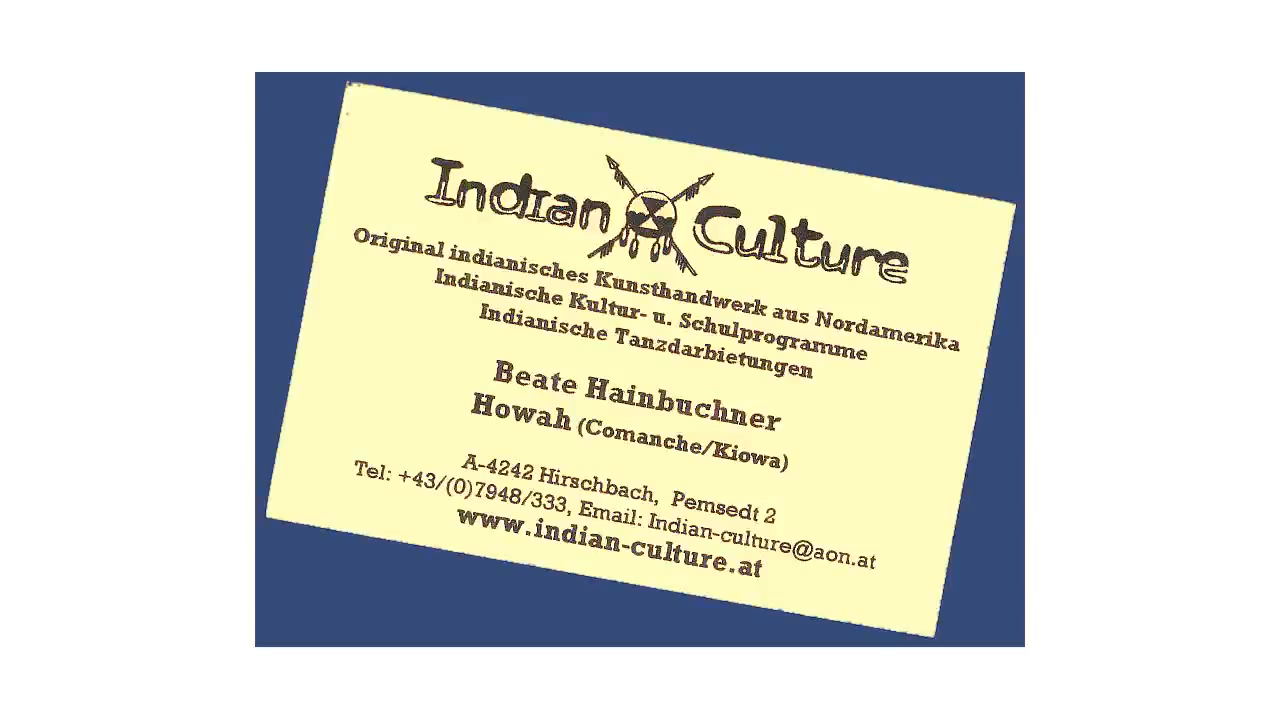 Indian Culture
Original indianisches Kunsthandwerk aus Nordamerika
Indianische Kultur- u. Schulprogramme
Indianische Tanzdarbietungen
Beate Hainbuchner
Howah (Comanche/Kiowa)
A-4242 Hirschbach, Pemsedt 2
Tel: +43/(0)7948/333, Email: Indian-culture@aon.at
www.indian-culture.at